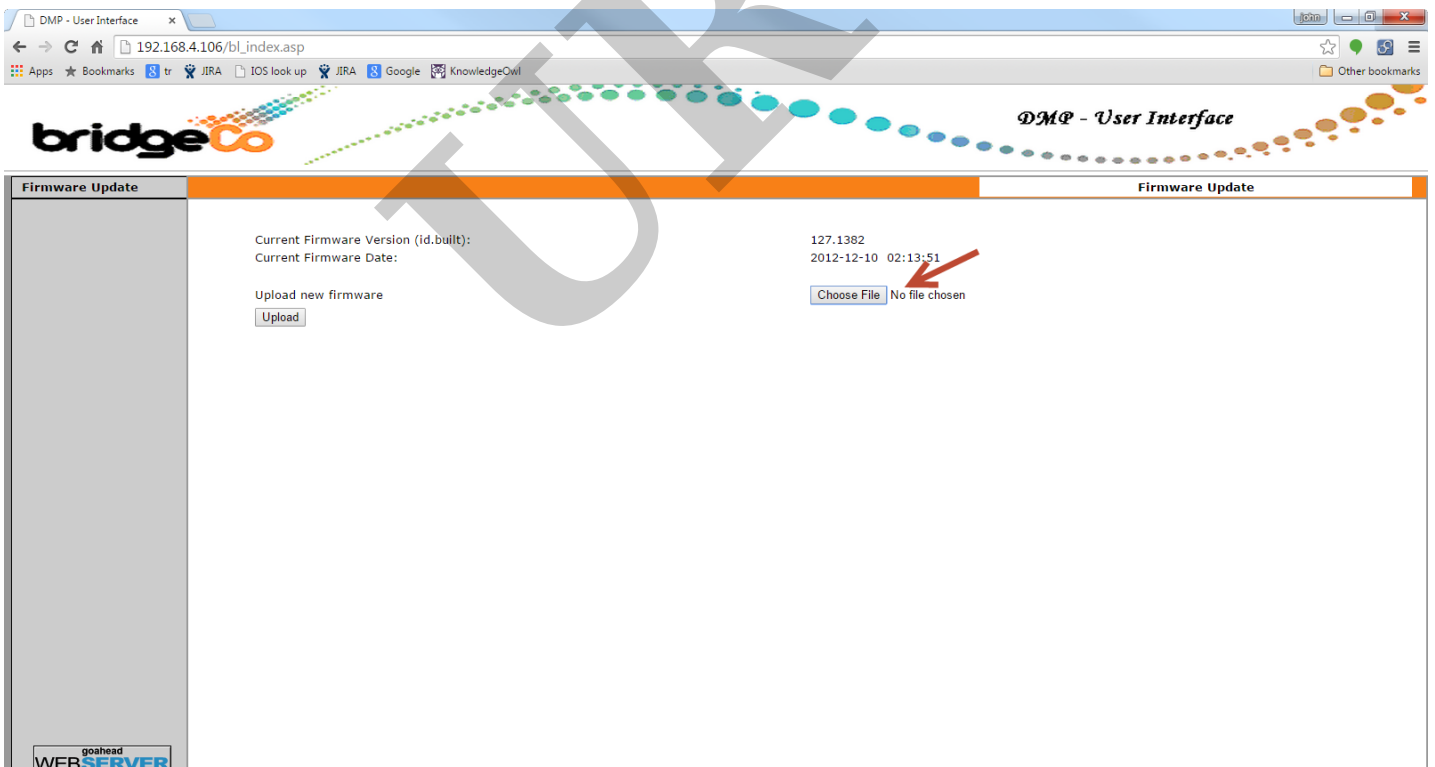 DMP - User Interface
john
192.168.4.106/bl_index.asp
Apps Bookmarks tr JIRA IOS look up JIRA Google KnowledgeOwl Other bookmarks
bridgeCo
DMP - User Interface
Firmware Update
Firmware Update
Current Firmware Version (id.built): 127.1382
Current Firmware Date: 2012-12-10 02:13:51
Upload new firmware Choose File No file chosen
Upload
goahead
WEBSERVER